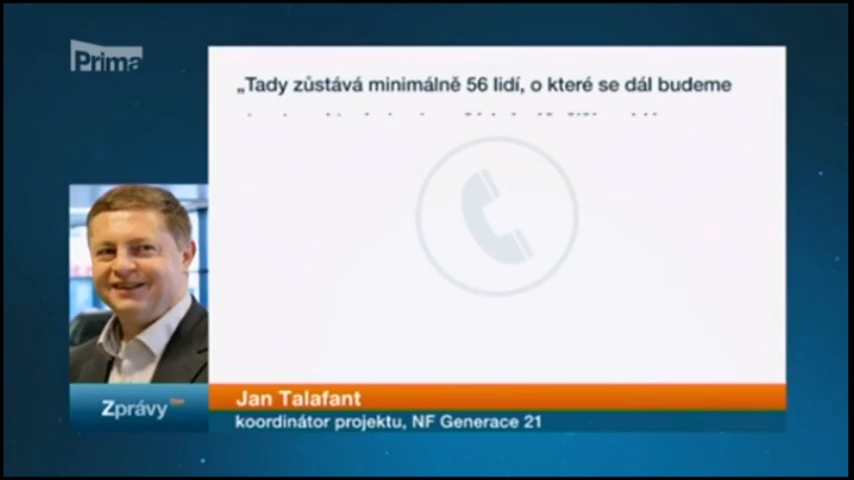 Prima
„Tady zůstává minimálně 56 lidí, o které se dál budeme
Zprávy
Jan Talafant
koordinátor projektu, NF Generace 21